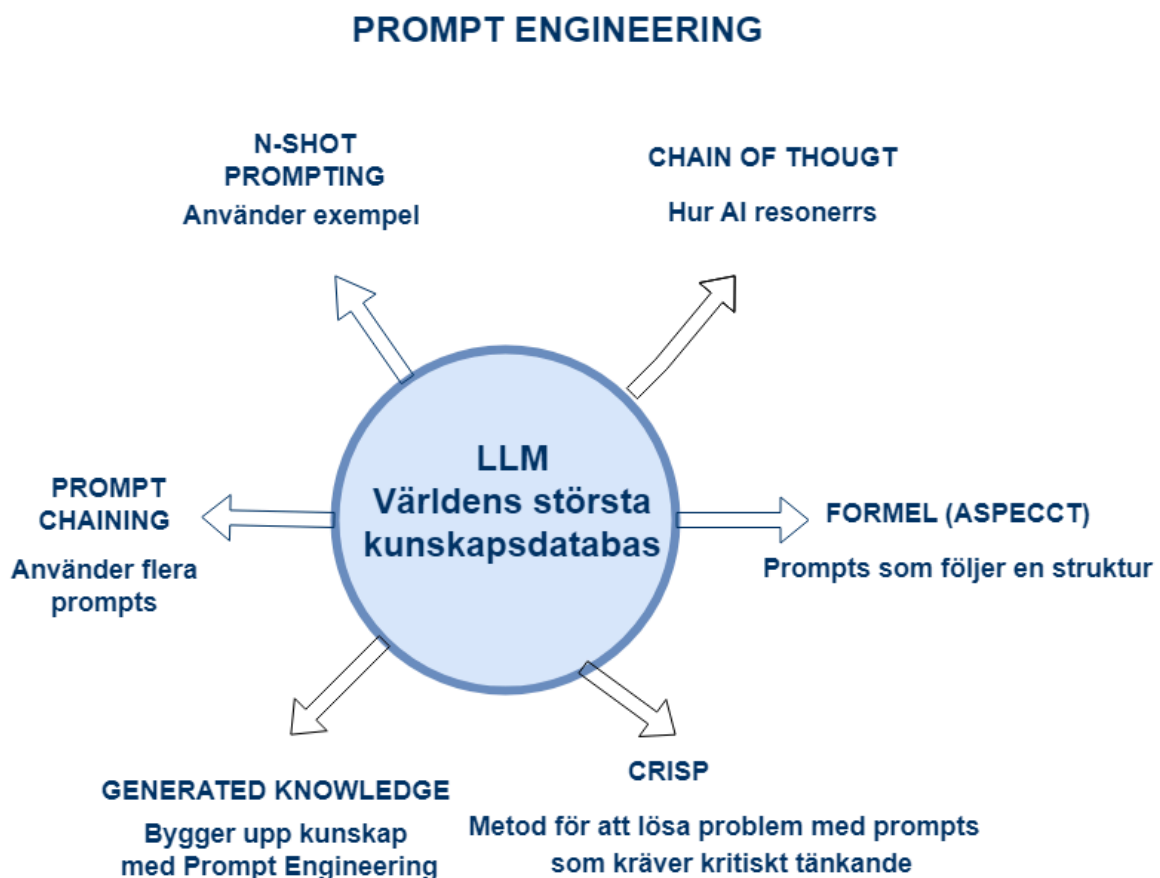 PROMPT ENGINEERING
N-SHOT
PROMPTING
Använder exempel
CHAIN OF THOUGT
Hur AI resonerrs
LLM
Världens största
kunskapsdatabas
PROMPT
CHAINING
Använder flera
prompts
FORMEL (ASPECCT)
Prompts som följer en struktur
GENERATED KNOWLEDGE
Bygger upp kunskap
med Prompt Engineering
CRISP
Metod för att lösa problem med prompts
som kräver kritiskt tänkande